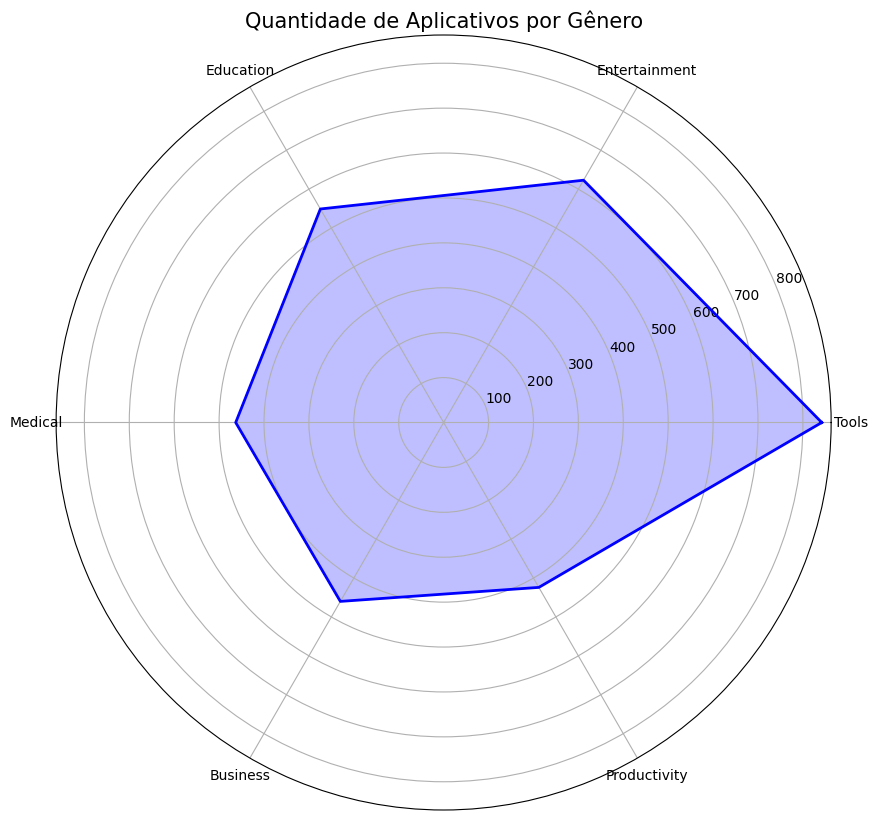 Quantidade de Aplicativos por Gênero
Education
Entertainment
800
700
600
500
400
300
200
100
Medical
Tools
Business
Productivity